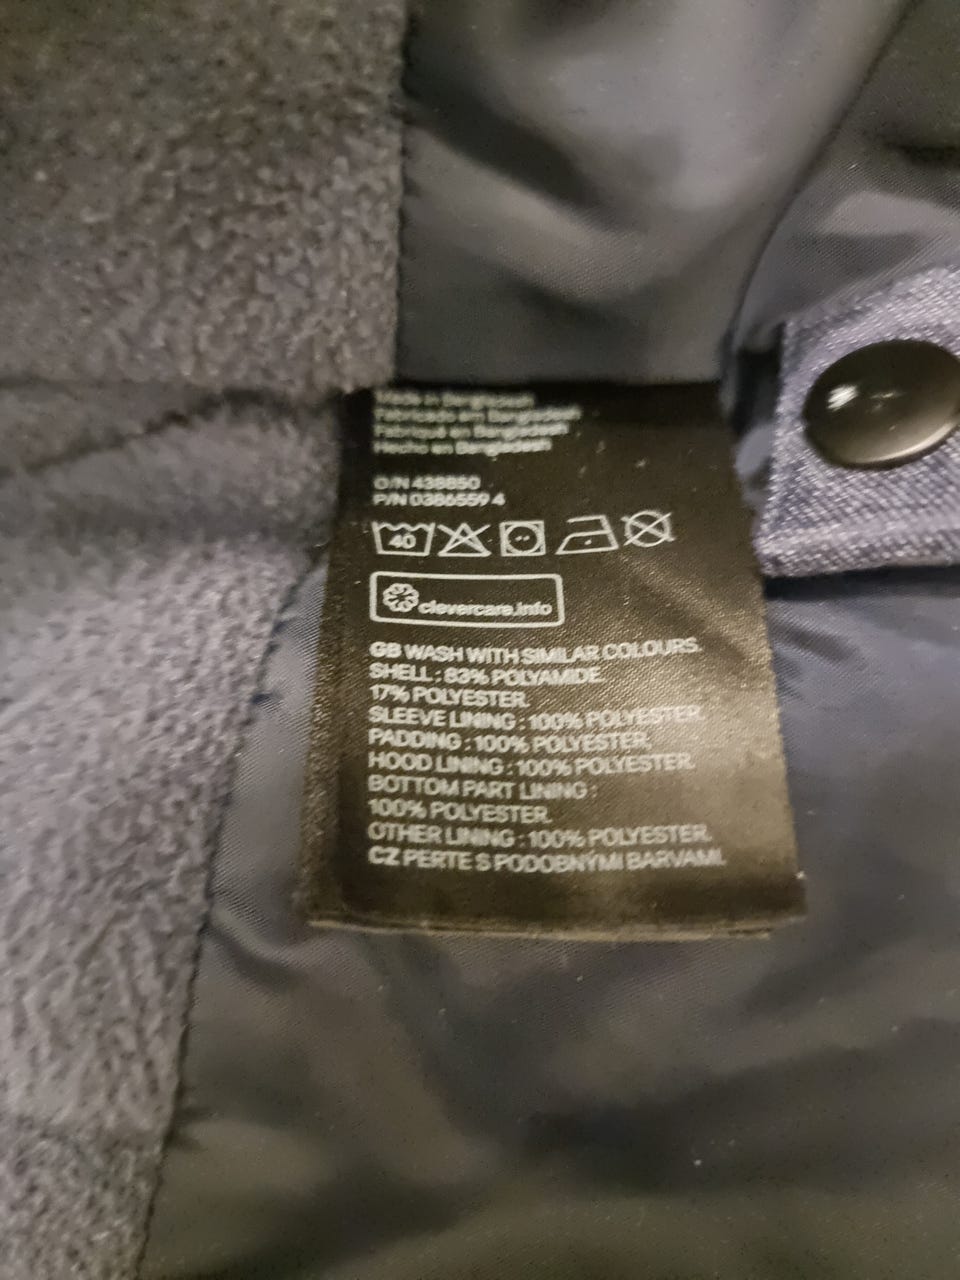 Made in Bangladesh
Fabricado em Bangladesh
Fabriqué en Bangladesh
Hecho en Bangladesh
O/N 438850
P/N 0386559 4
40
clevercare.info
GB WASH WITH SIMILAR COLOURS.
SHELL : 83% POLYAMIDE.
17% POLYESTER.
SLEEVE LINING : 100% POLYESTER.
PADDING : 100% POLYESTER.
HOOD LINING : 100% POLYESTER.
BOTTOM PART LINING :
100% POLYESTER.
OTHER LINING : 100% POLYESTER.
CZ PERTE S PODOBNÝMI BARVAMI.